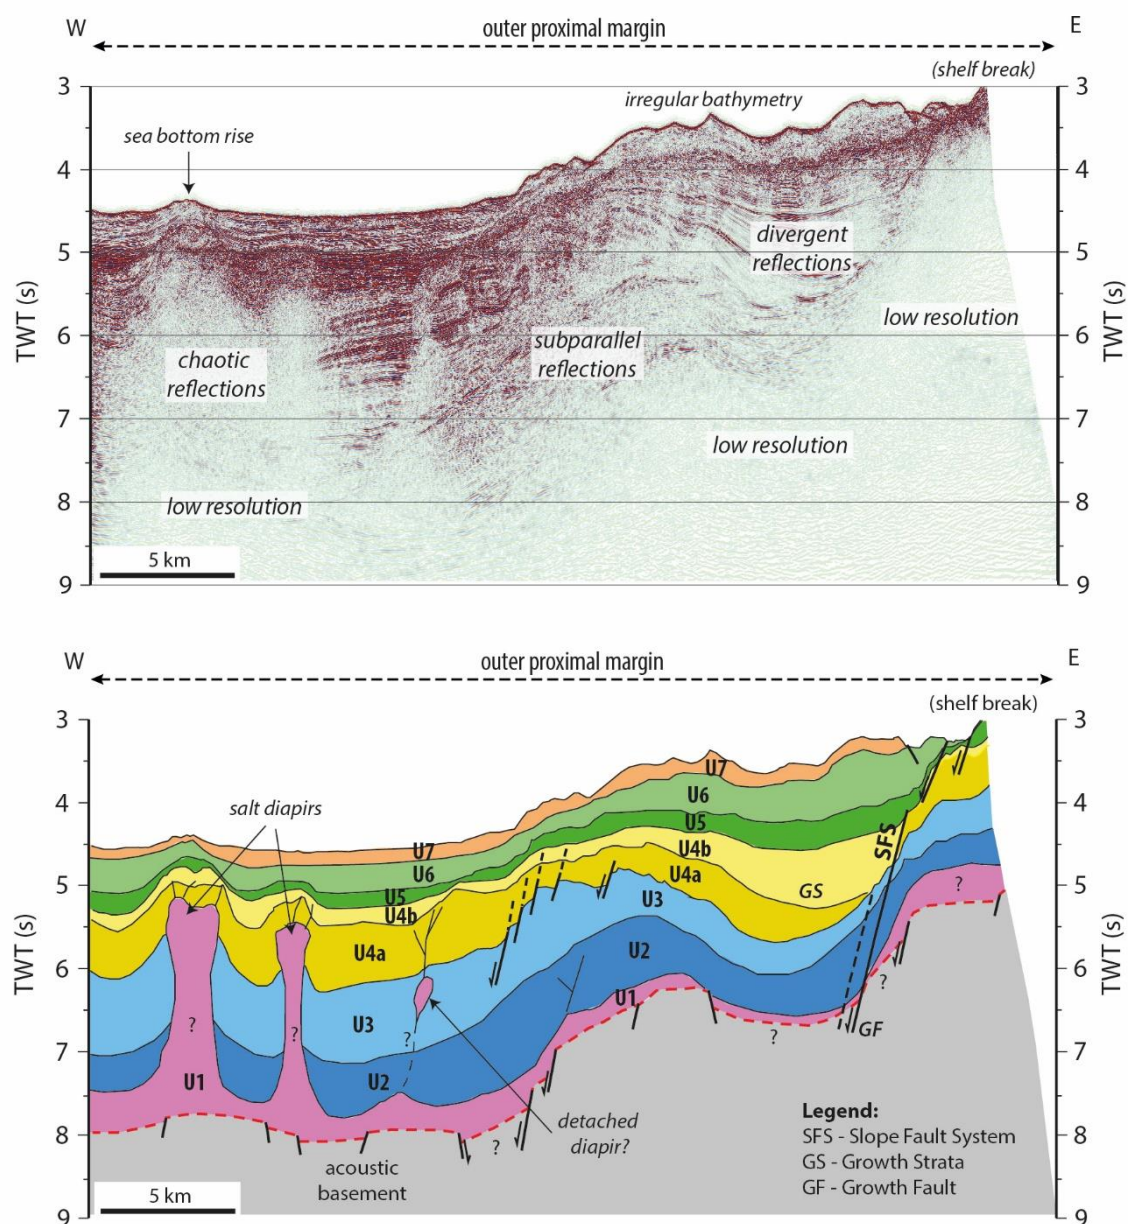 W
E
outer proximal margin
(shelf break)
3
3
irregular bathymetry
sea bottom rise
4
4
divergent
reflections
5
5
TWT (s)
TWT (s)
low resolution
6
6
chaotic
reflections
subparallel
reflections
7
7
low resolution
8
8
low resolution
5 km
9
9
W
E
outer proximal margin
(shelf break)
3
3
U7
salt diapirs
4
4
U6
U5
SFS
U7
U4b
U6
U4a
5
5
U5
GS
?
U4b
U3
U4a
U2
TWT (s)
TWT (s)
6
6
U1
?
?
?
U3
?
GF
?
7
7
U1
U2
Legend:
SFS - Slope Fault System
GS - Growth Strata
GF - Growth Fault
detached
diapir?
8
8
?
acoustic
basement
5 km
9
9